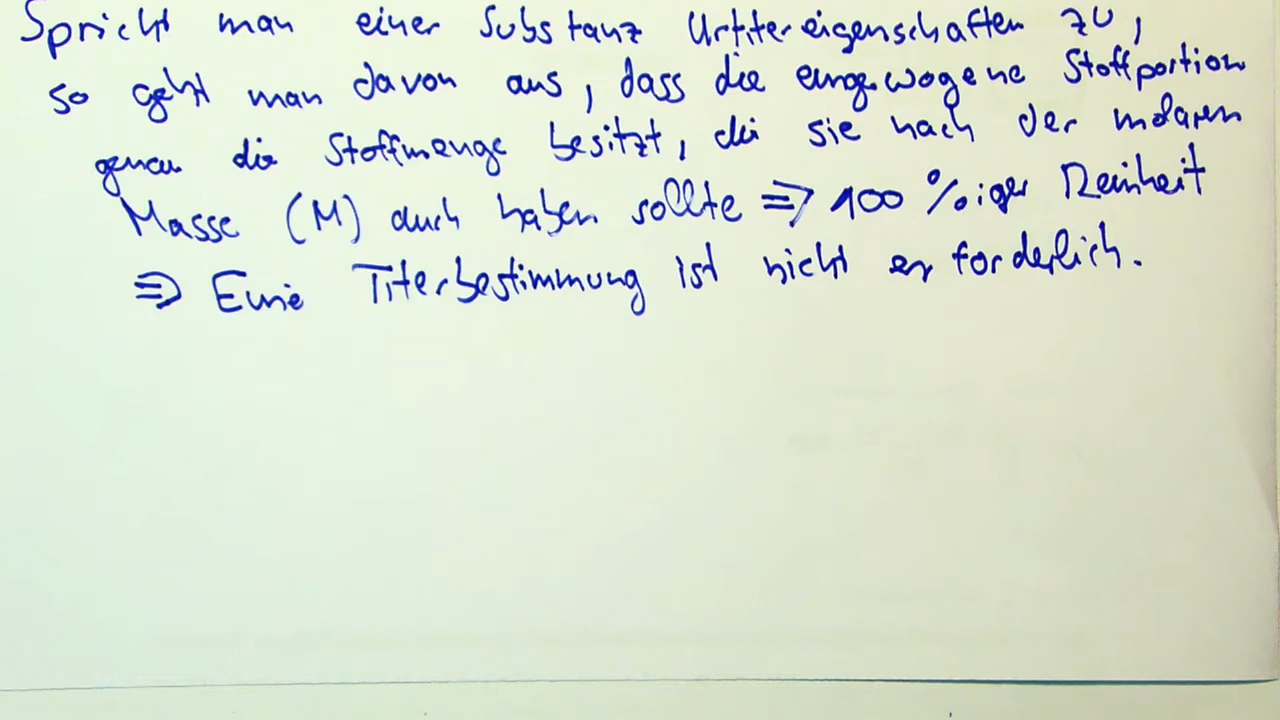 Spricht man einer Substanz Urtitereigenschaften zu,
so geht man davon aus, dass die eingewogene Stoffportion
genau die Stoffmenge besitzt, die sie nach der molaren
Masse (M) auch haben sollte => 100 %iger Reinheit
=> Eine Titerbestimmung ist nicht erforderlich.